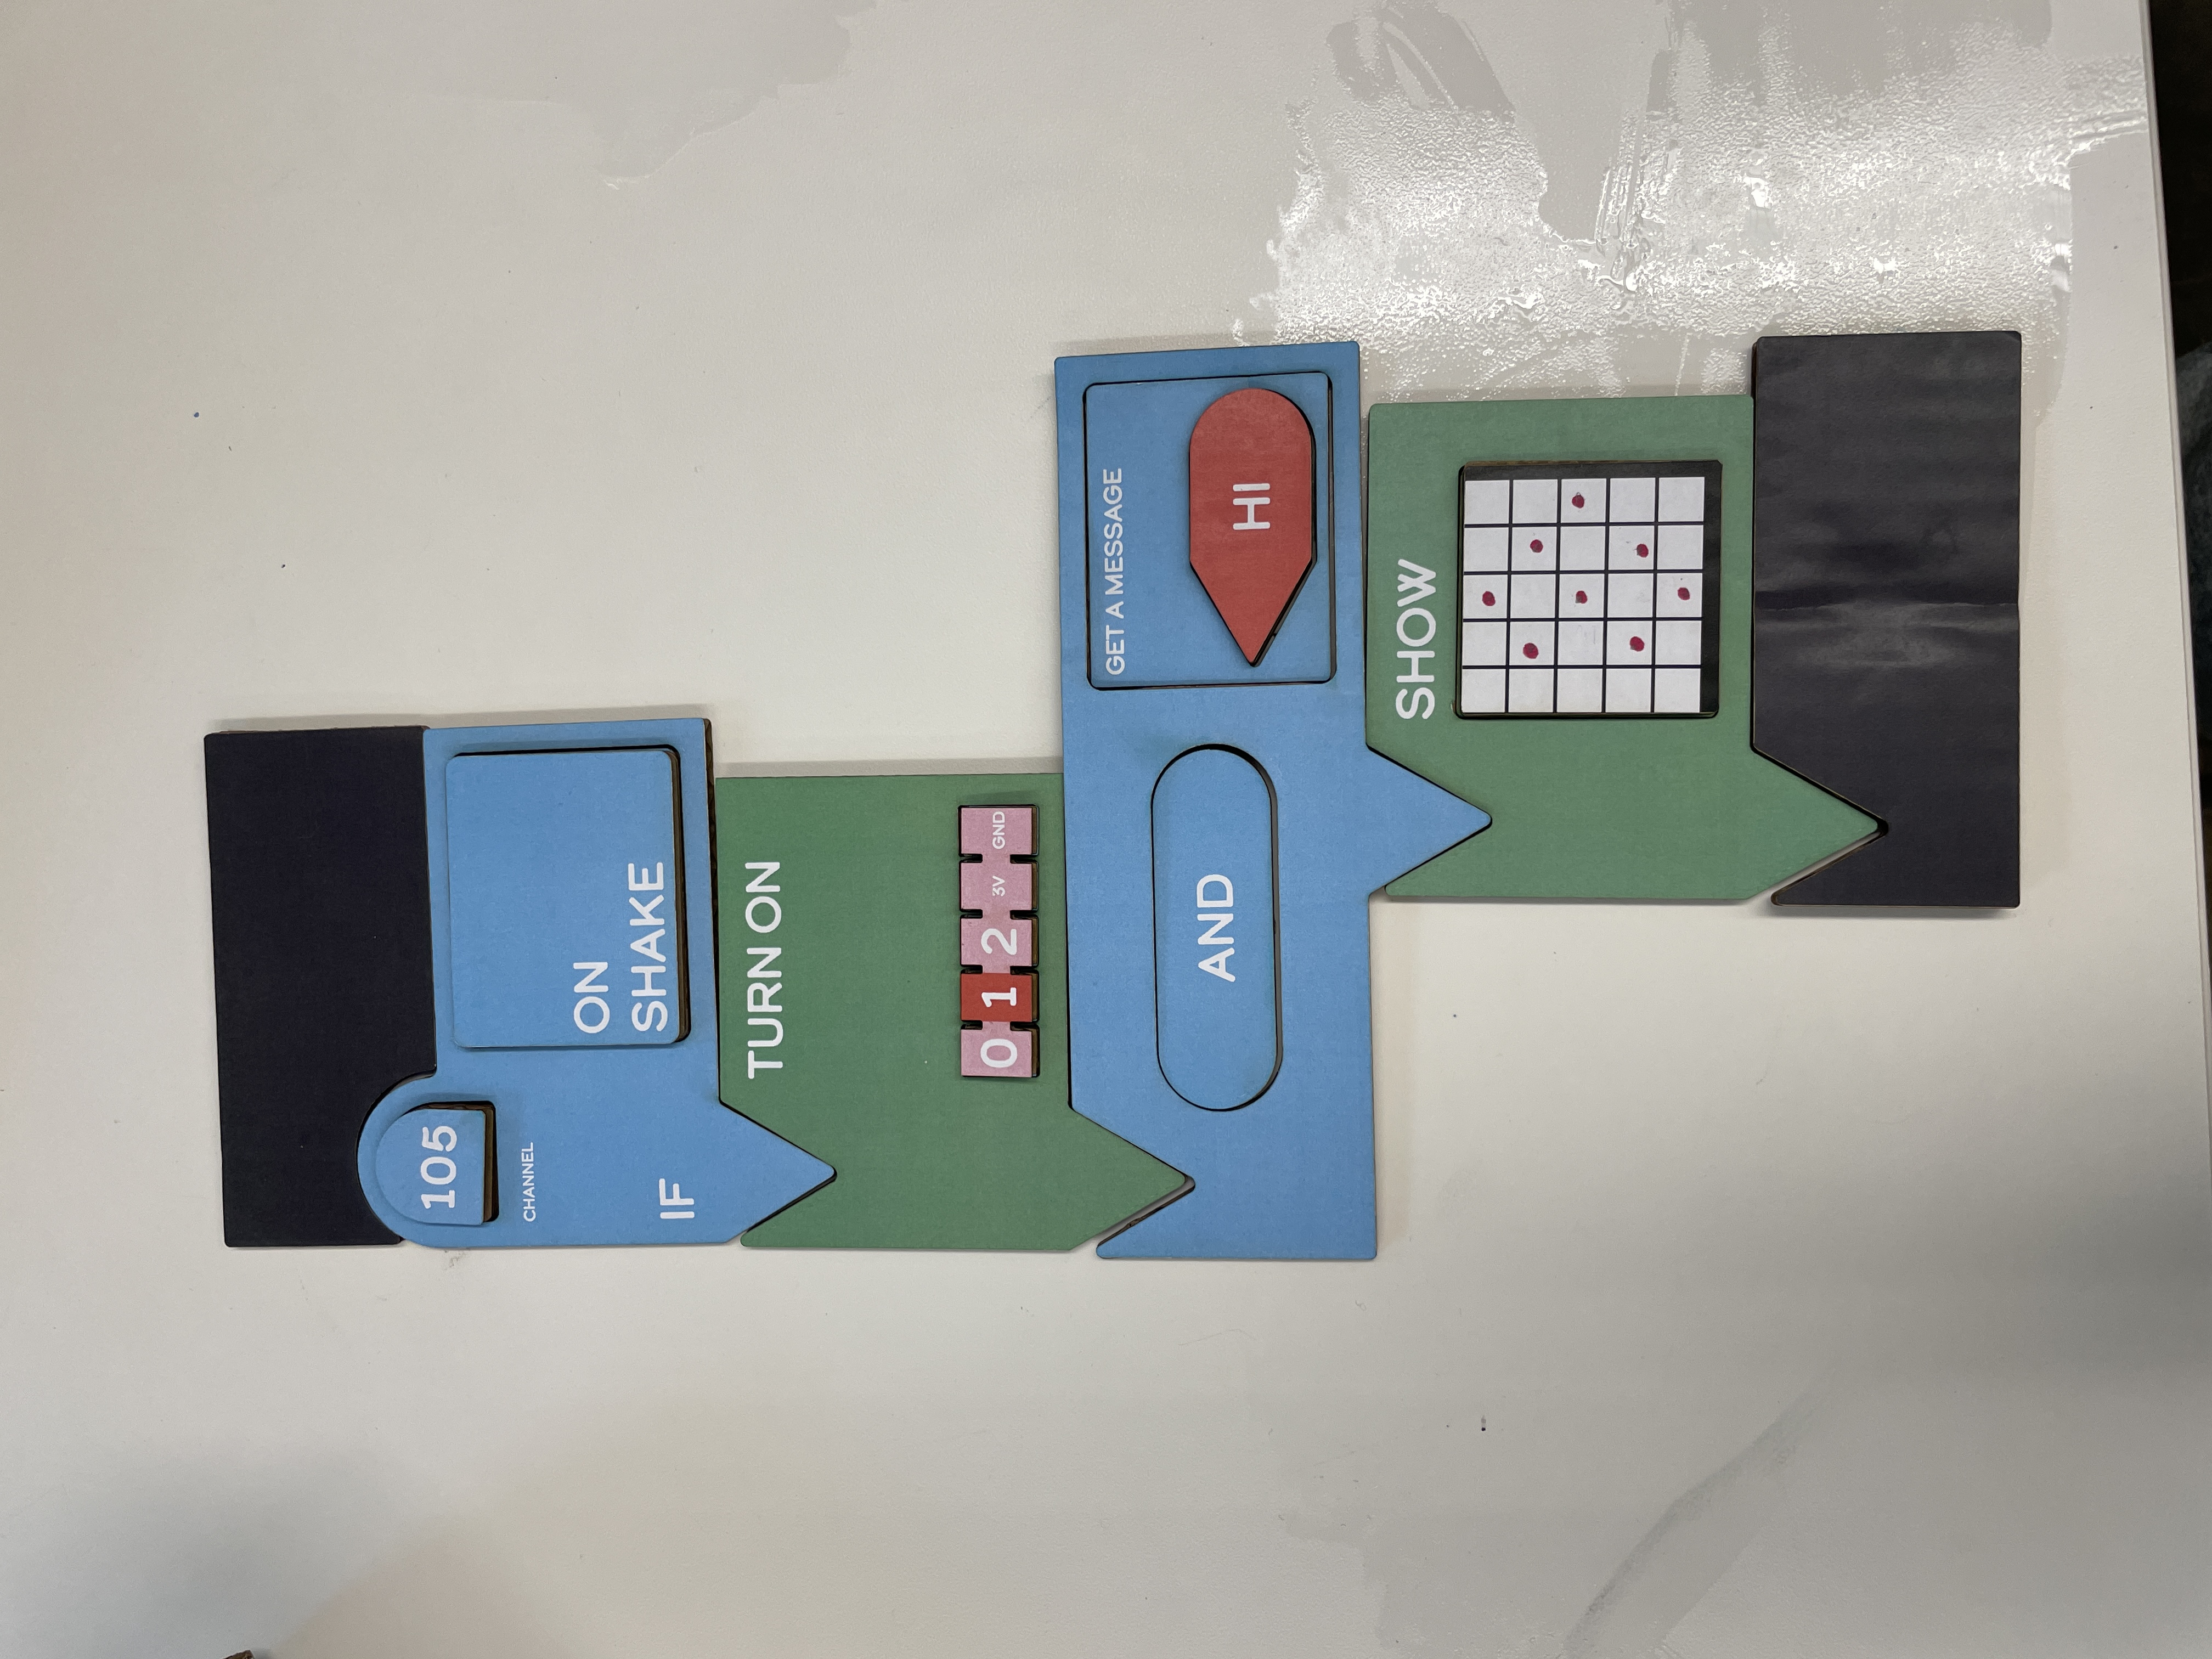 105
CHANNEL
ON
SHAKE
IF
TURN ON
0 1 2 3V GND
GET A MESSAGE
AND
HI
SHOW